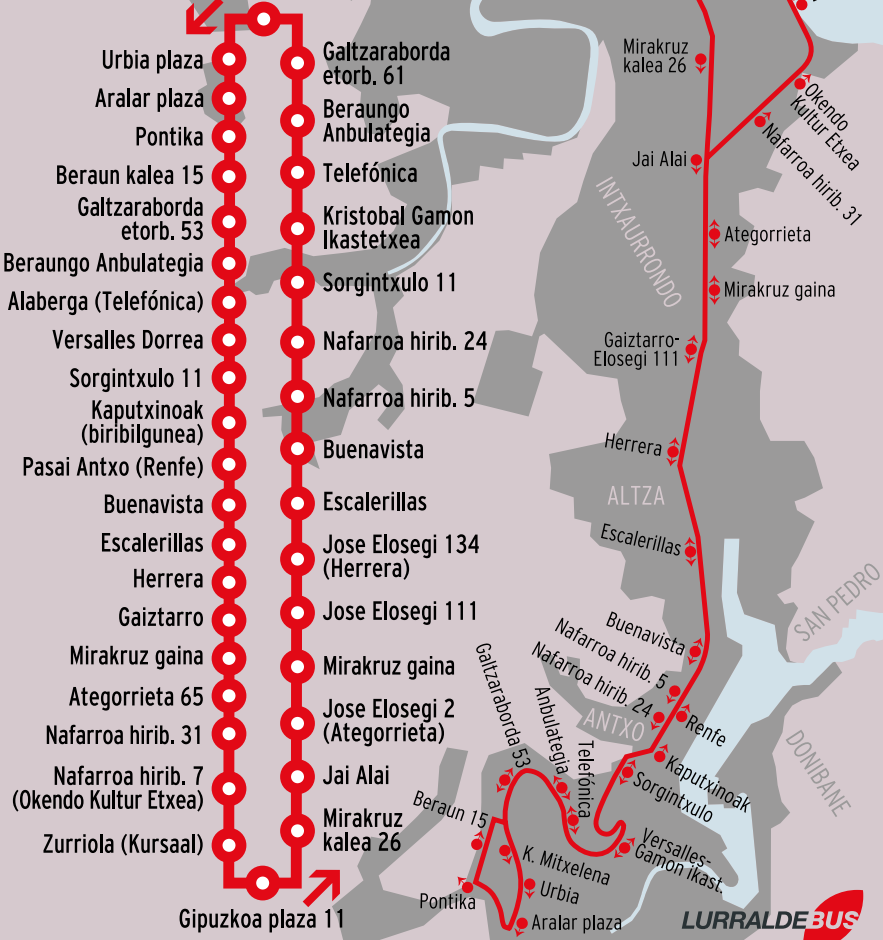 Urbia plaza
Aralar plaza
Pontika
Beraun kalea 15
Galtzaraborda
etorb. 53
Beraungo Anbulategia
Alaberga (Telefónica)
Versalles Dorrea
Sorgintxulo 11
Kaputxinoak
(biribilgunea)
Pasai Antxo (Renfe)
Buenavista
Escalerillas
Herrera
Gaiztarro
Mirakruz gaina
Ategorrieta 65
Nafarroa hirib. 31
Nafarroa hirib. 7
(Okendo Kultur Etxea)
Zurriola (Kursaal)
Gipuzkoa plaza 11
Galtzaraborda
etorb. 61
Beraungo
Anbulategia
Telefónica
Kristobal Gamon
Ikastetxea
Sorgintxulo 11
Nafarroa hirib. 24
Nafarroa hirib. 5
Buenavista
Escalerillas
Jose Elosegi 134
(Herrera)
Jose Elosegi 111
Mirakruz gaina
Jose Elosegi 2
(Ategorrieta)
Jai Alai
Mirakruz
kalea 26
Mirakruz
kalea 26
Okendo
Kultur Etxea
Nafarroa hirib. 31
Jai Alai
INTXAURRONDO
Ategorrieta
Mirakruz gaina
Gaiztarro-
Elosegi 111
Herrera
ALTZA
Escalerillas
SAN PEDRO
Buenavista
Nafarroa hirib. 5
Nafarroa hirib. 24
ANTXO
Renfe
DONIBANE
Kaputxinoak
Sorgintxulo
Galtzaraborda 53
Anbulategia
Telefónica
Versalles-
Gamon Ikast.
Beraun 15
K. Mitxelena
Urbia
Pontika
Aralar plaza
LURRALDEBUS